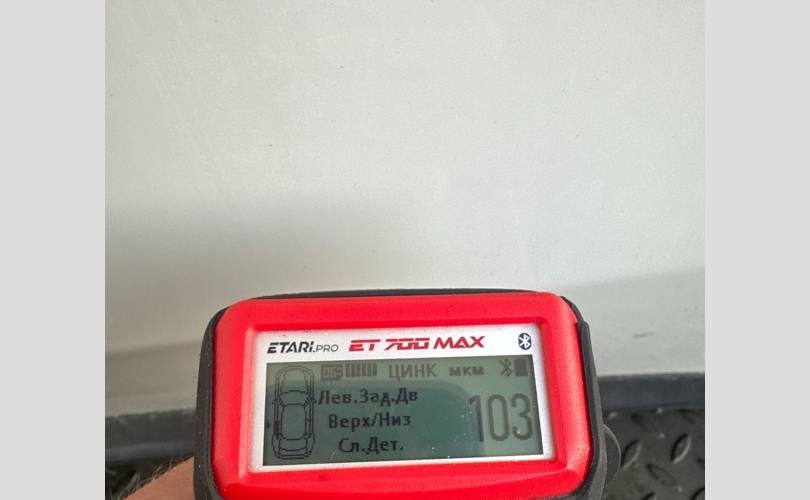 ETARI.PRO ET 700 MAX
ЦИНК мкм
Лев.Зад.Дв
Верх/Низ
Сл.Дет.
103